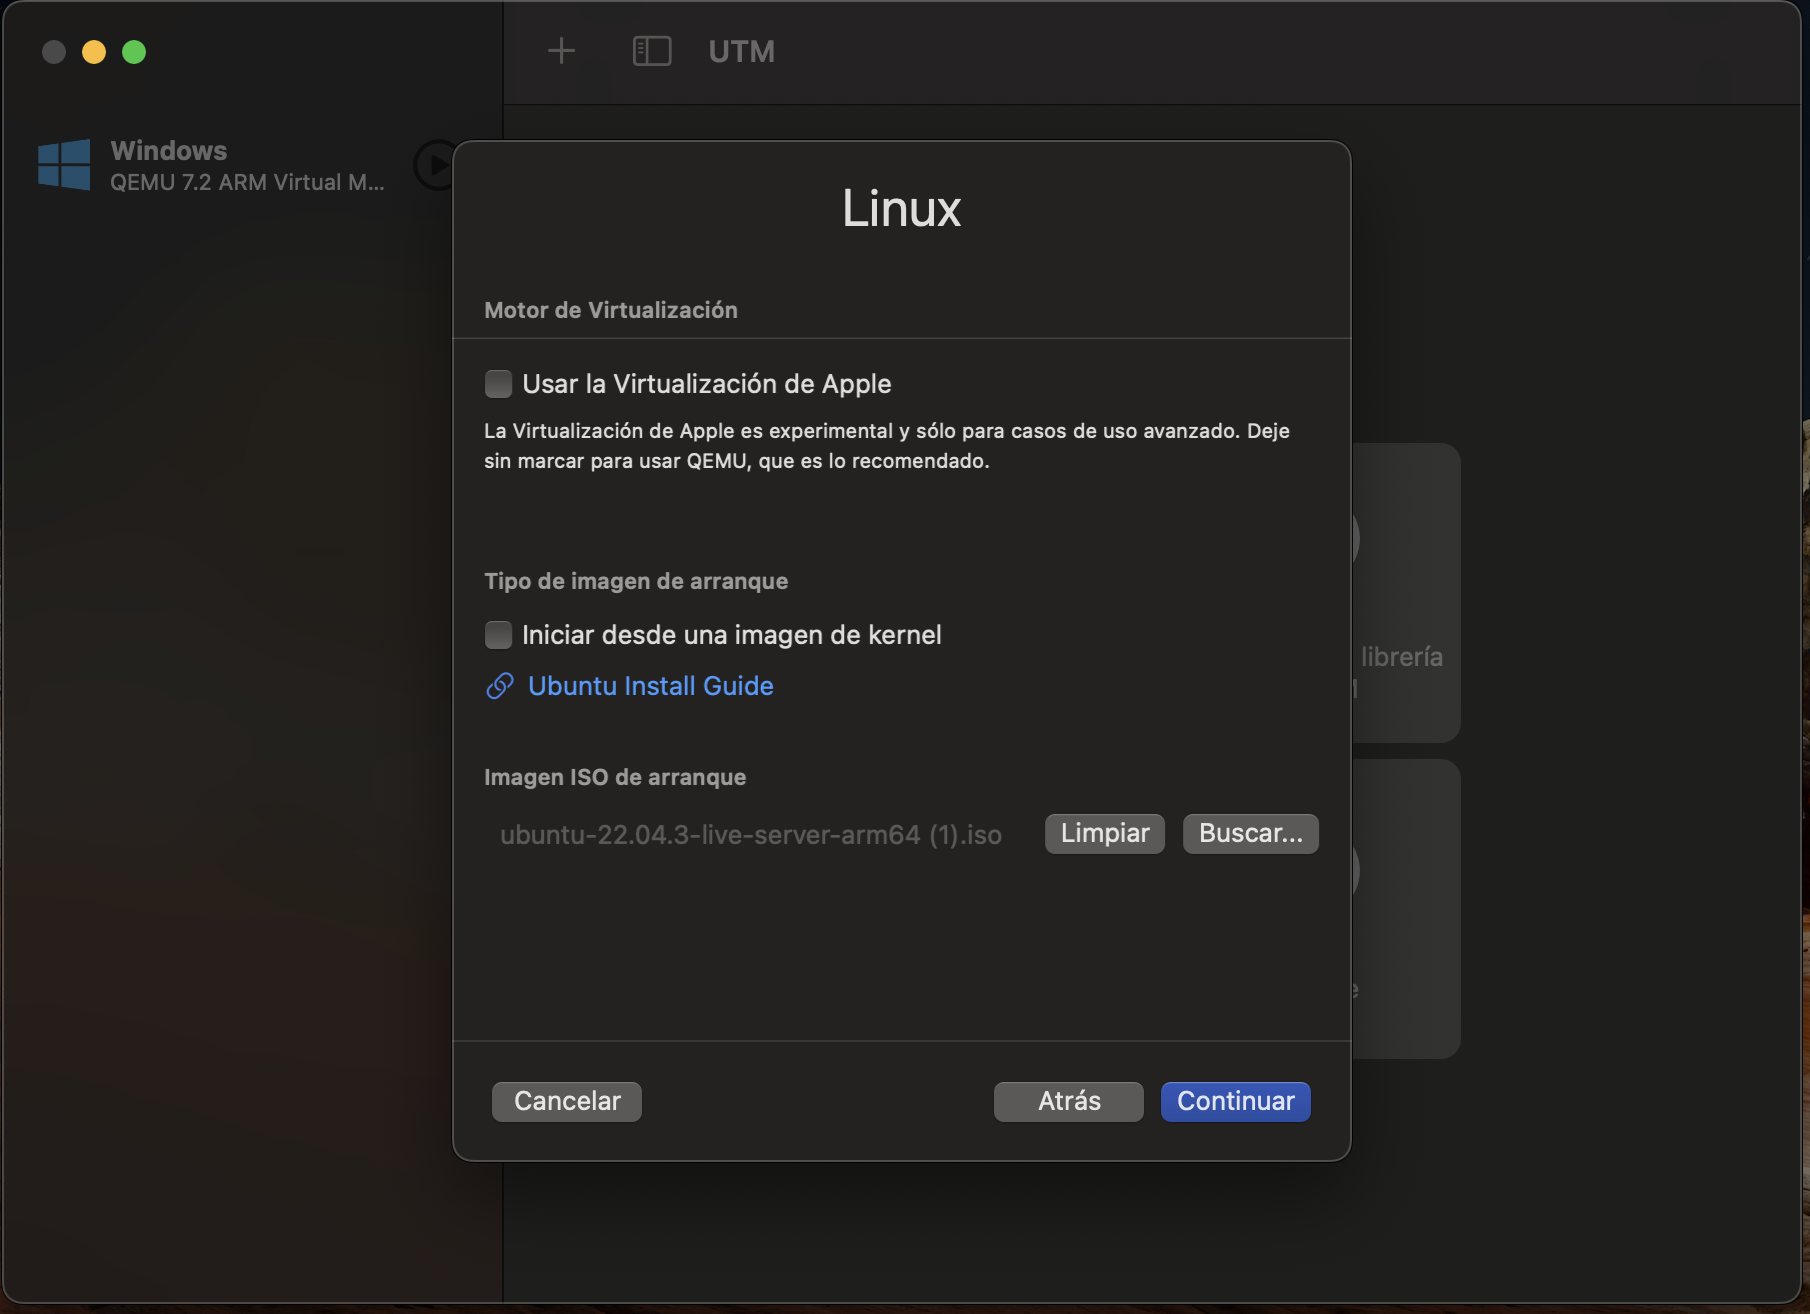 UTM
Windows
QEMU 7.2 ARM Virtual M...
Linux
Motor de Virtualización
Usar la Virtualización de Apple
La Virtualización de Apple es experimental y sólo para casos de uso avanzado. Deje
sin marcar para usar QEMU, que es lo recomendado.
Tipo de imagen de arranque
Iniciar desde una imagen de kernel
librería
Ubuntu Install Guide
Imagen ISO de arranque
ubuntu-22.04.3-live-server-arm64 (1).iso
Limpiar
Buscar...
Cancelar
Atrás
Continuar